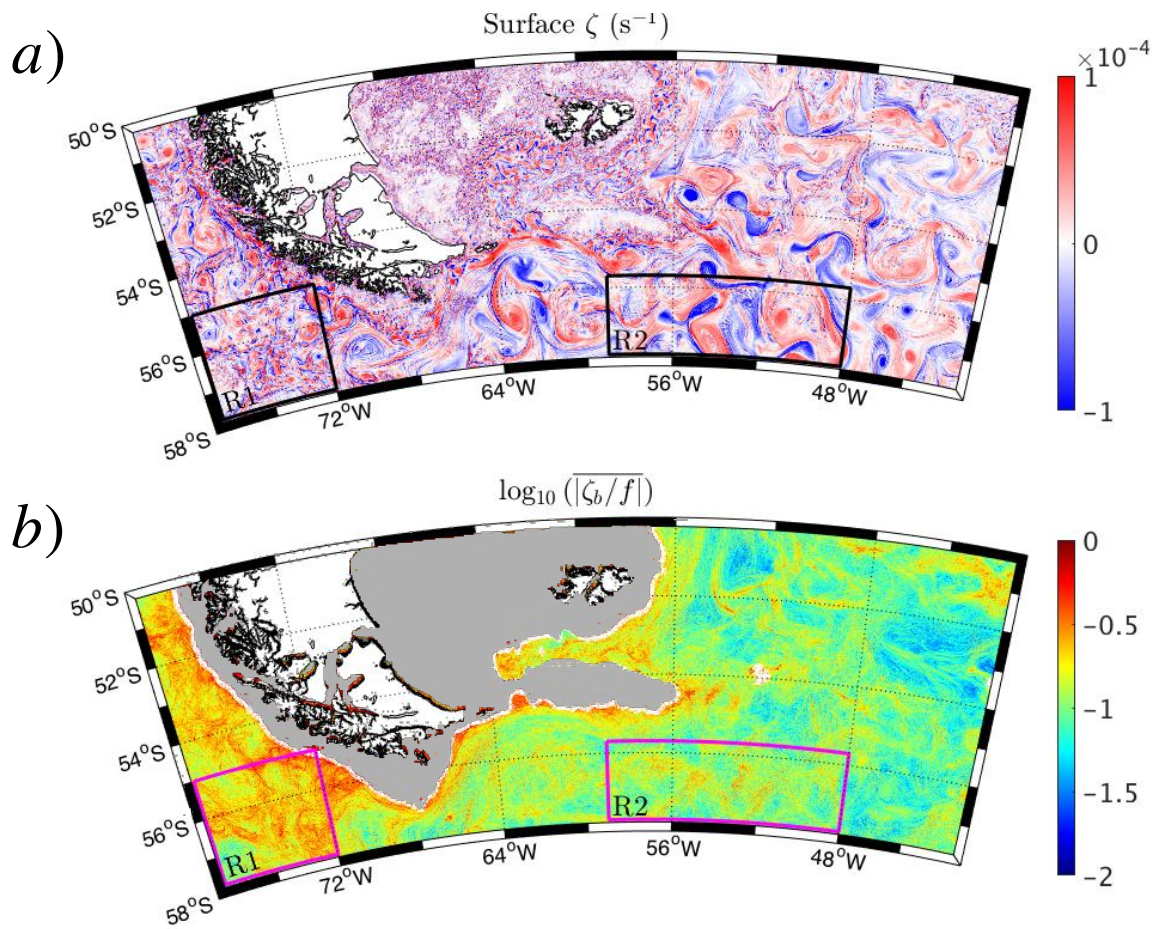 a)
Surface ζ (s⁻¹)
×10⁻⁴
1
0
-1
50°S
52°S
54°S
56°S
58°S
72°W
64°W
56°W
48°W
R1
R2
b)
log₁₀ (|ζ_b/f|)
0
-0.5
-1
-1.5
-2
50°S
52°S
54°S
56°S
58°S
72°W
64°W
56°W
48°W
R1
R2